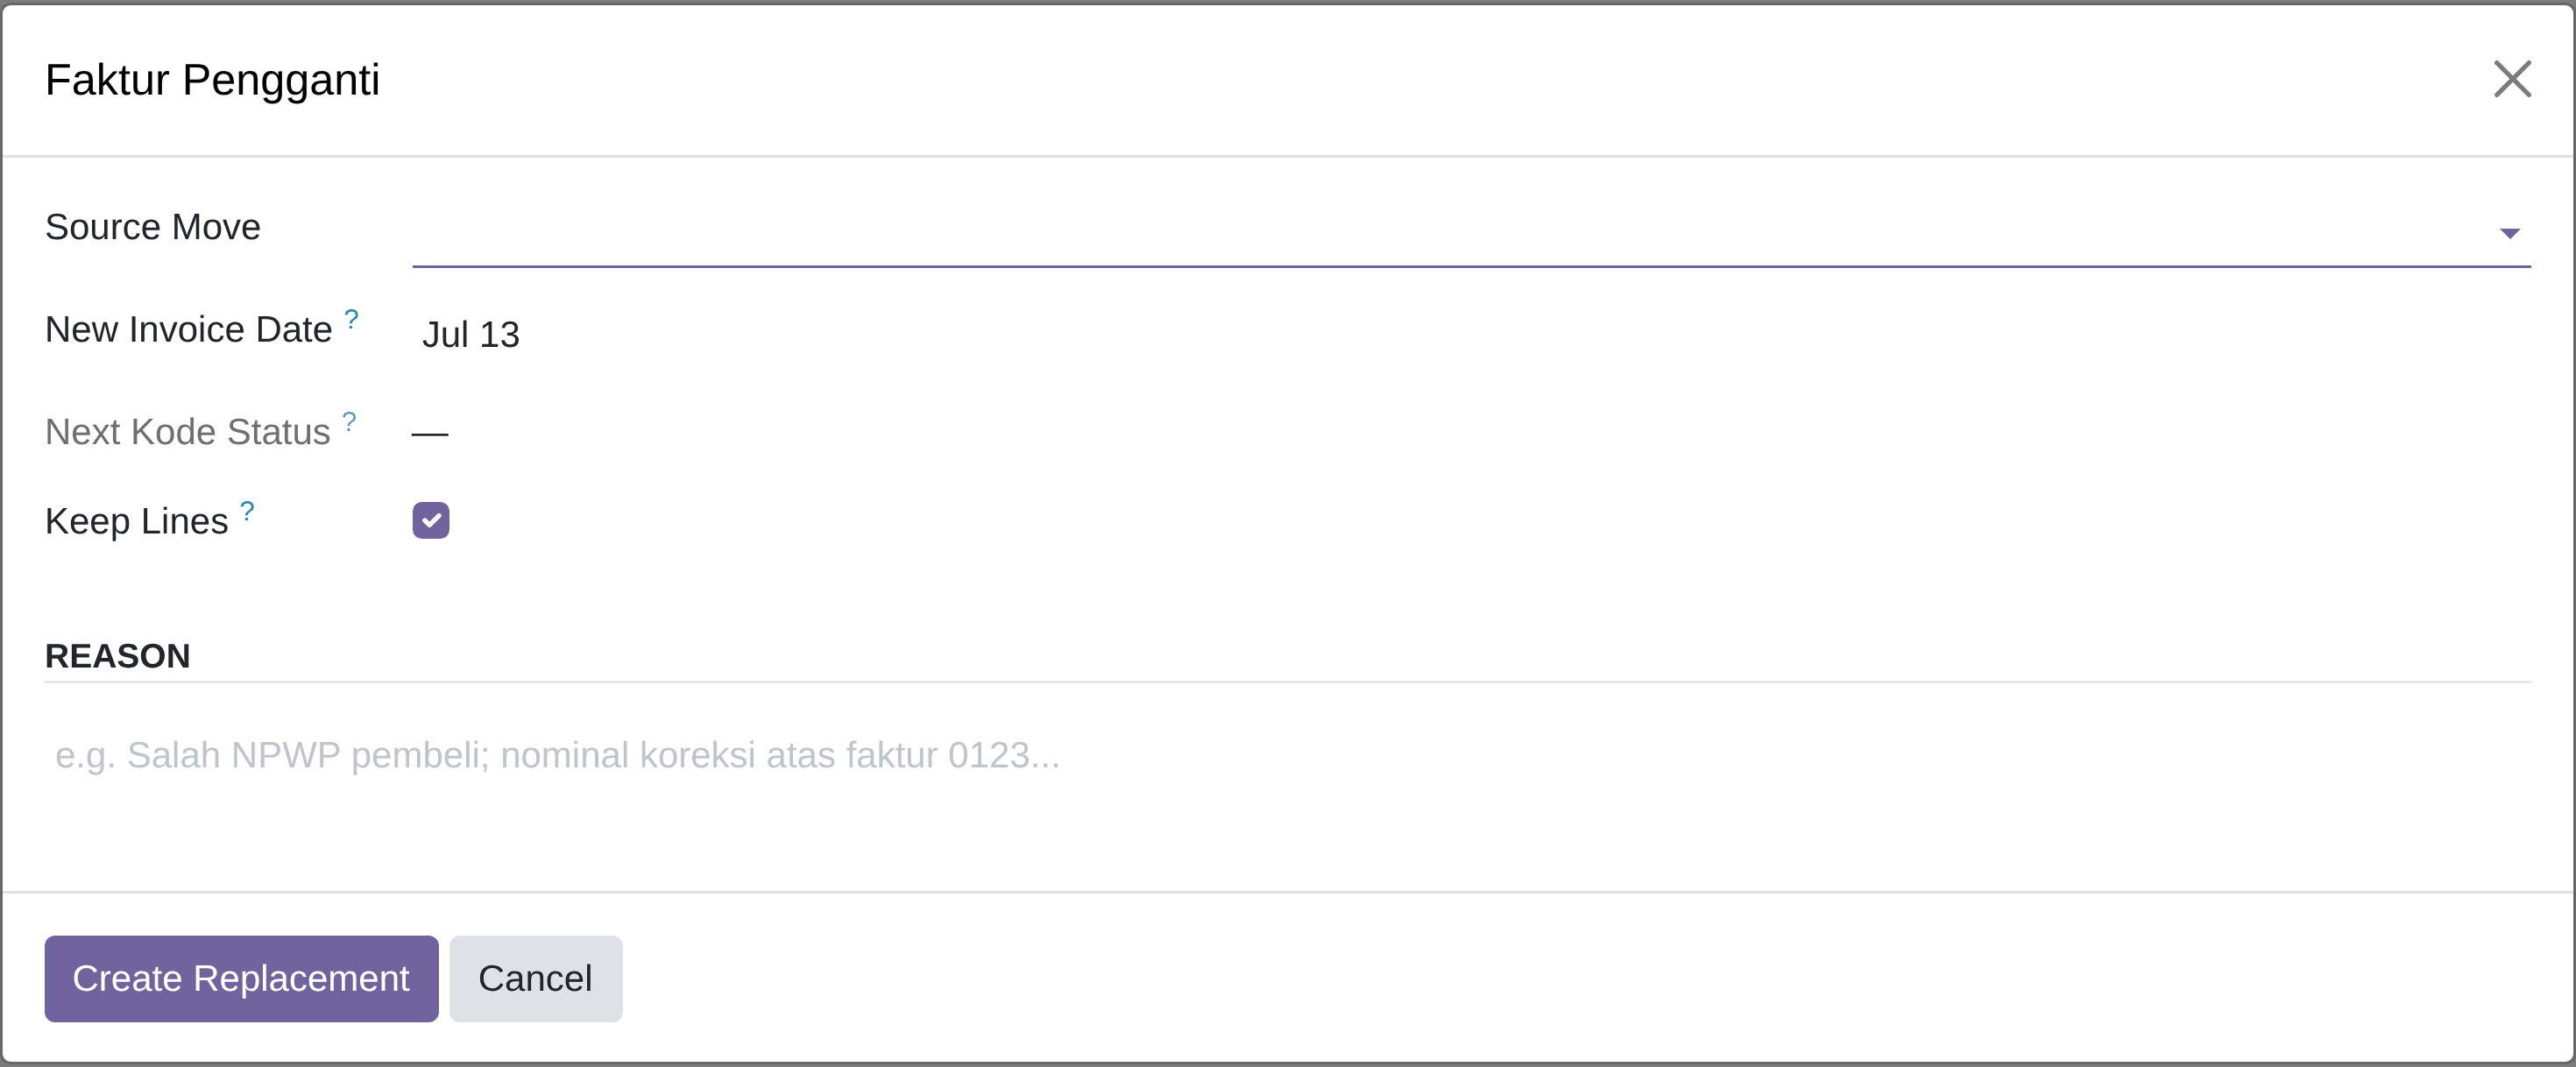 Faktur Pengganti
Source Move
New Invoice Date ? Jul 13
Next Kode Status ? —
Keep Lines ?
REASON
e.g. Salah NPWP pembeli; nominal koreksi atas faktur 0123...
Create Replacement Cancel